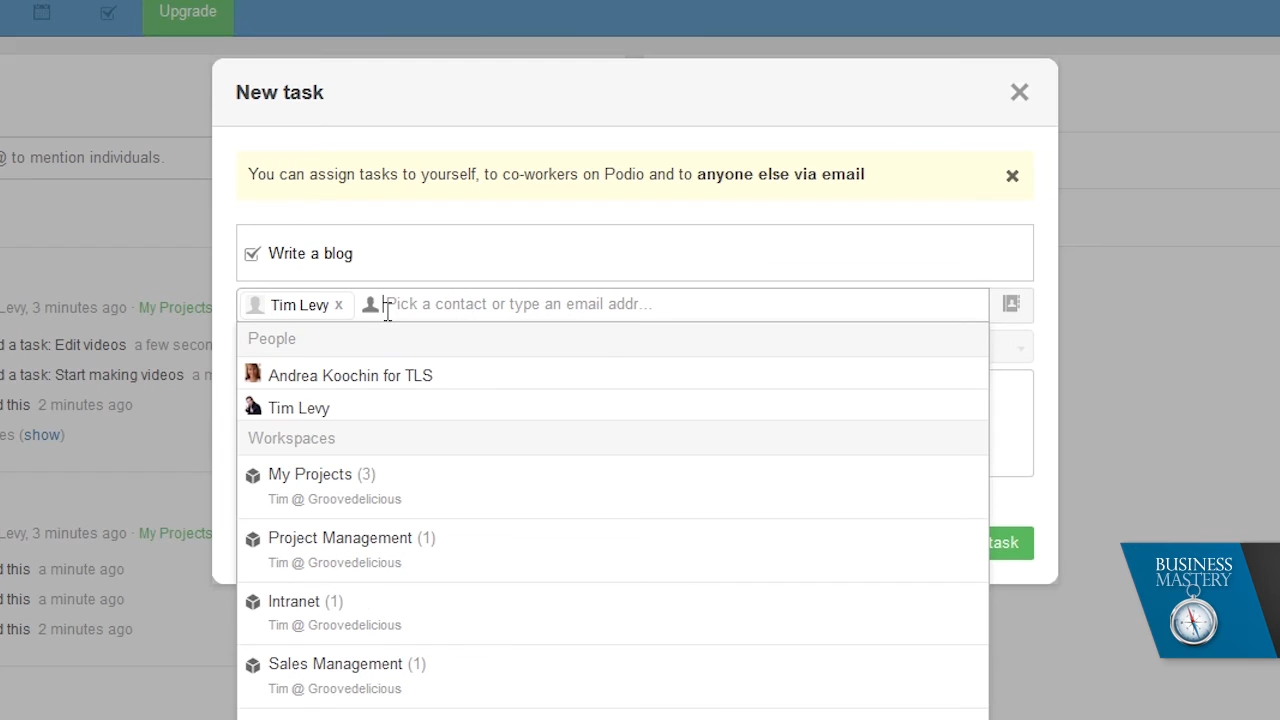 Upgrade
New task
@ to mention individuals.
You can assign tasks to yourself, to co-workers on Podio and to anyone else via email
Write a blog
Levy, 3 minutes ago · My Projects
Tim Levy x Pick a contact or type an email addr...
People
d a task: Edit videos a few secon
d a task: Start making videos a m
d this 2 minutes ago
es (show)
Andrea Koochin for TLS
Tim Levy
Workspaces
My Projects (3)
Tim @ Groovedelicious
Levy, 3 minutes ago · My Projects
Project Management (1)
Tim @ Groovedelicious
task
d this a minute ago
d this a minute ago
d this 2 minutes ago
Intranet (1)
Tim @ Groovedelicious
Sales Management (1)
Tim @ Groovedelicious
BUSINESS
MASTERY